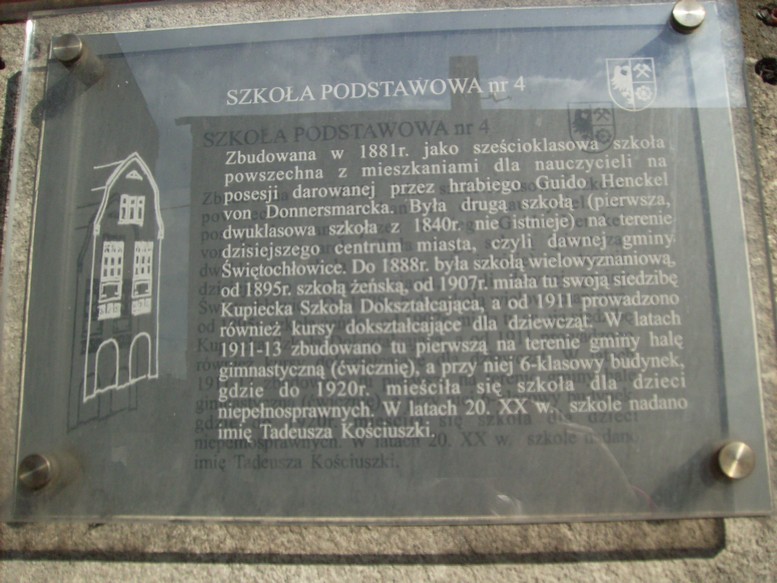 SZKOŁA PODSTAWOWA nr 4
Zbudowana w 1881r. jako sześcioklasowa szkoła
powszechna z mieszkaniami dla nauczycieli na
posesji darowanej przez hrabiego Guido Henckel
von Donnersmarcka. Była drugą szkołą (pierwsza,
dwuklasowa szkoła z 1840r. nie istnieje) na terenie
dzisiejszego centrum miasta, czyli dawnej gminy
Świętochłowice. Do 1888r. była szkołą wielowyznaniową,
od 1895r. szkołą żeńską, od 1907r. miała tu swoją siedzibę
Kupiecka Szkoła Dokształcająca, a od 1911 prowadzono
również kursy dokształcające dla dziewcząt. W latach
1911-13 zbudowano tu pierwszą na terenie gminy halę
gimnastyczną (ćwicznię), a przy niej 6-klasowy budynek,
gdzie do 1920r. mieściła się szkoła dla dzieci
niepełnosprawnych. W latach 20. XX w. szkole nadano
imię Tadeusza Kościuszki.